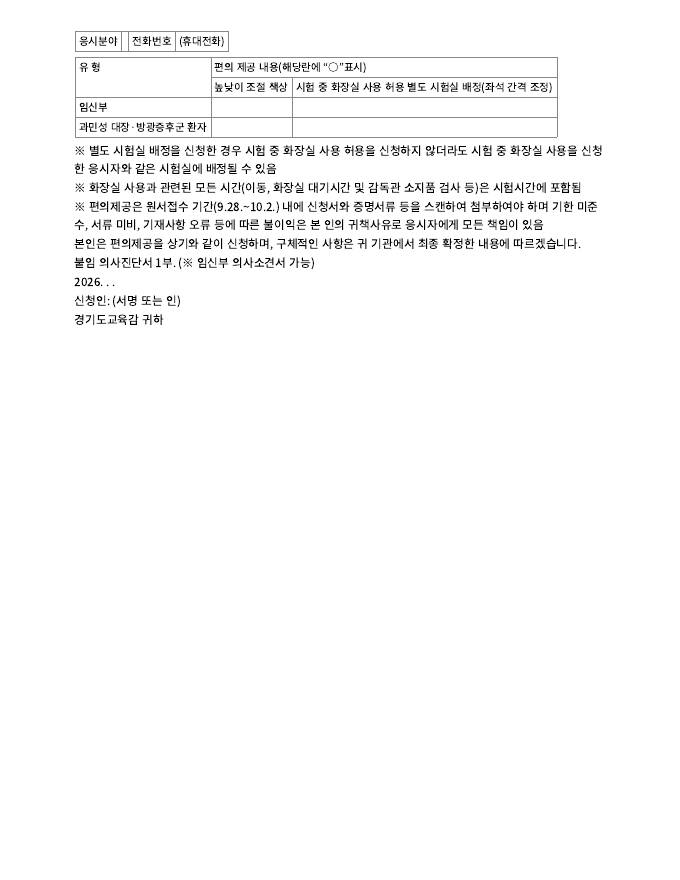 응시분야 전화번호 (휴대전화)
유 형 편의 제공 내용(해당란에 “○”표시)
높낮이 조절 책상 시험 중 화장실 사용 허용 별도 시험실 배정(좌석 간격 조정)
임신부
과민성 대장·방광증후군 환자
※ 별도 시험실 배정을 신청한 경우 시험 중 화장실 사용 허용을 신청하지 않더라도 시험 중 화장실 사용을 신청
한 응시자와 같은 시험실에 배정될 수 있음
※ 화장실 사용과 관련된 모든 시간(이동, 화장실 대기시간 및 감독관 소지품 검사 등)은 시험시간에 포함됨
※ 편의제공은 원서접수 기간(9.28.~10.2.) 내에 신청서와 증명서류 등을 스캔하여 첨부하여야 하며 기한 미준
수, 서류 미비, 기재사항 오류 등에 따른 불이익은 본 인의 귀책사유로 응시자에게 모든 책임이 있음
본인은 편의제공을 상기와 같이 신청하며, 구체적인 사항은 귀 기관에서 최종 확정한 내용에 따르겠습니다.
붙임 의사진단서 1부. (※ 임신부 의사소견서 가능)
2026. . .
신청인: (서명 또는 인)
경기도교육감 귀하